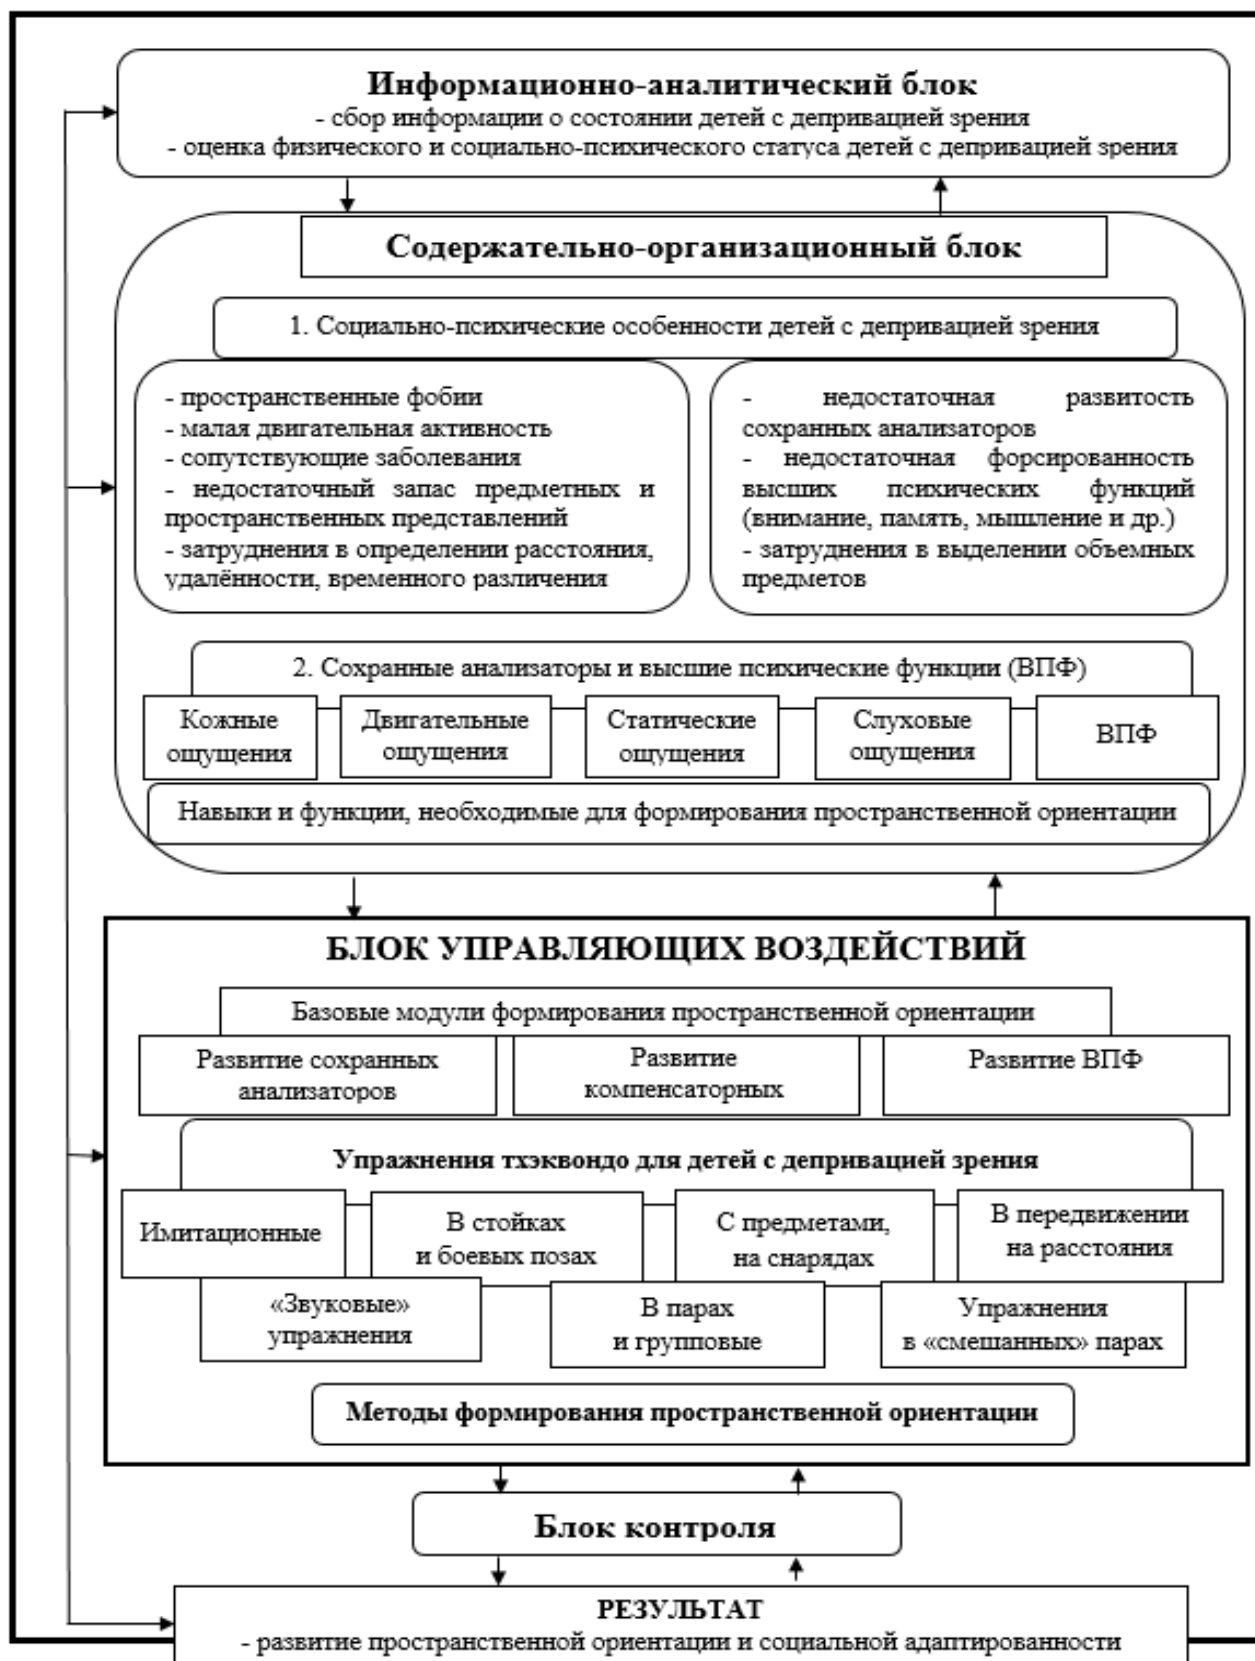 Информационно-аналитический блок
- сбор информации о состоянии детей с депривацией зрения
- оценка физического и социально-психического статуса детей с депривацией зрения
Содержательно-организационный блок
1. Социально-психические особенности детей с депривацией зрения
- пространственные фобии
- малая двигательная активность
- сопутствующие заболевания
- недостаточный запас предметных и
пространственных представлений
- затруднения в определении расстояния,
удалённости, временного различения
- недостаточная развитость
сохранных анализаторов
- недостаточная форсированность
высших психических функций
(внимание, память, мышление и др.)
- затруднения в выделении объемных
предметов
2. Сохранные анализаторы и высшие психические функции (ВПФ)
Кожные
ощущения
Двигательные
ощущения
Статические
ощущения
Слуховые
ощущения
ВПФ
Навыки и функции, необходимые для формирования пространственной ориентации
БЛОК УПРАВЛЯЮЩИХ ВОЗДЕЙСТВИЙ
Базовые модули формирования пространственной ориентации
Развитие сохранных
анализаторов
Развитие
компенсаторных
Развитие ВПФ
Упражнения тхэквондо для детей с депривацией зрения
Имитационные
В стойках
и боевых позах
С предметами,
на снарядах
В передвижении
на расстояния
«Звуковые»
упражнения
В парах
и групповые
Упражнения
в «смешанных» парах
Методы формирования пространственной ориентации
Блок контроля
РЕЗУЛЬТАТ
- развитие пространственной ориентации и социальной адаптированности